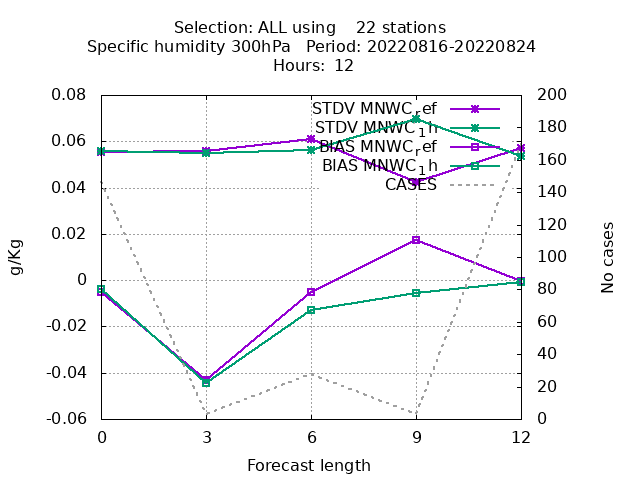 Selection: ALL using 22 stations
Specific humidity 300hPa Period: 20220816-20220824
Hours: 12
0.08
0.06
0.04
0.02
0
-0.02
-0.04
-0.06
200
180
160
140
120
100
80
60
40
20
0
STDV MNWC_ref
STDV MNWC_1h
BIAS MNWC_ref
BIAS MNWC_1h
CASES
g/Kg
No cases
0 3 6 9 12
Forecast length